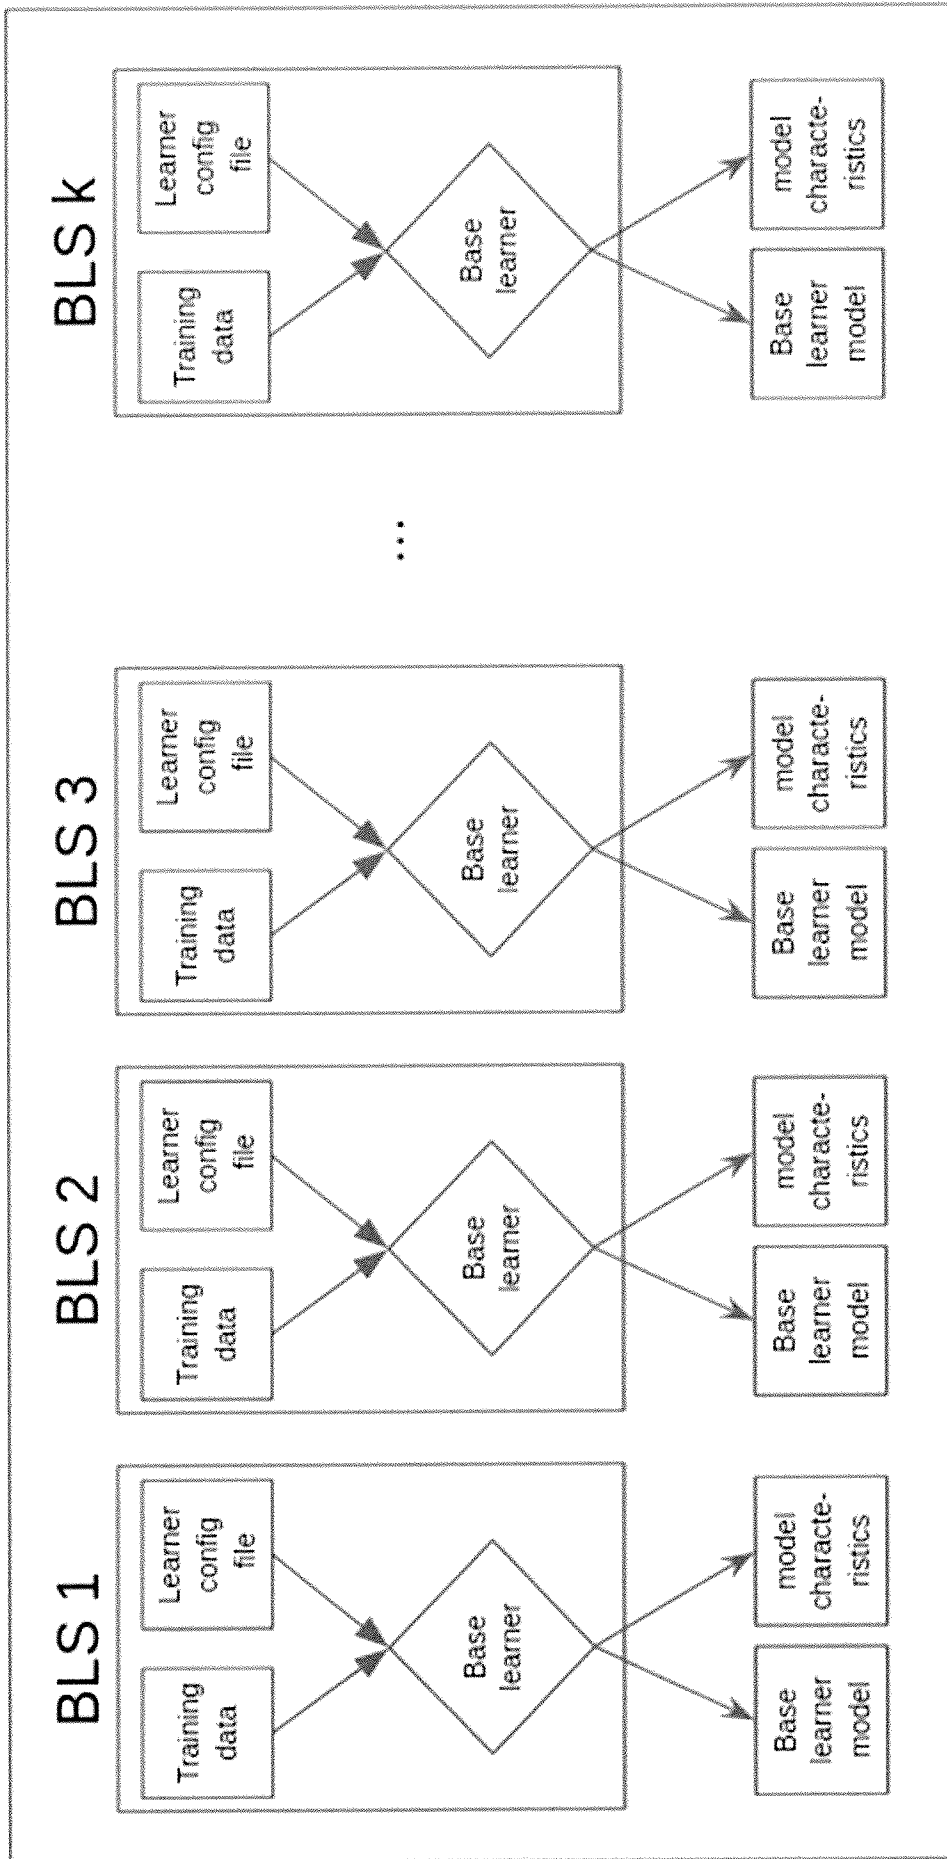 BLS 1
Training
data
Learner
config
file
Base
learner
Base
learner
model
model
characte-
ristics
BLS 2
Training
data
Learner
config
file
Base
learner
Base
learner
model
model
characte-
ristics
BLS 3
Training
data
Learner
config
file
Base
learner
Base
learner
model
model
characte-
ristics
...
BLS k
Training
data
Learner
config
file
Base
learner
Base
learner
model
model
characte-
ristics